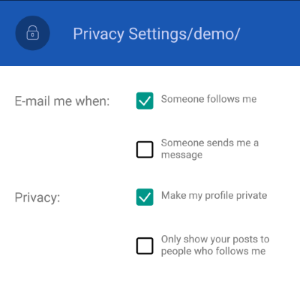 Privacy Settings/demo/
E-mail me when:
Someone follows me
Someone sends me a
message
Privacy:
Make my profile private
Only show your posts to
people who follows me